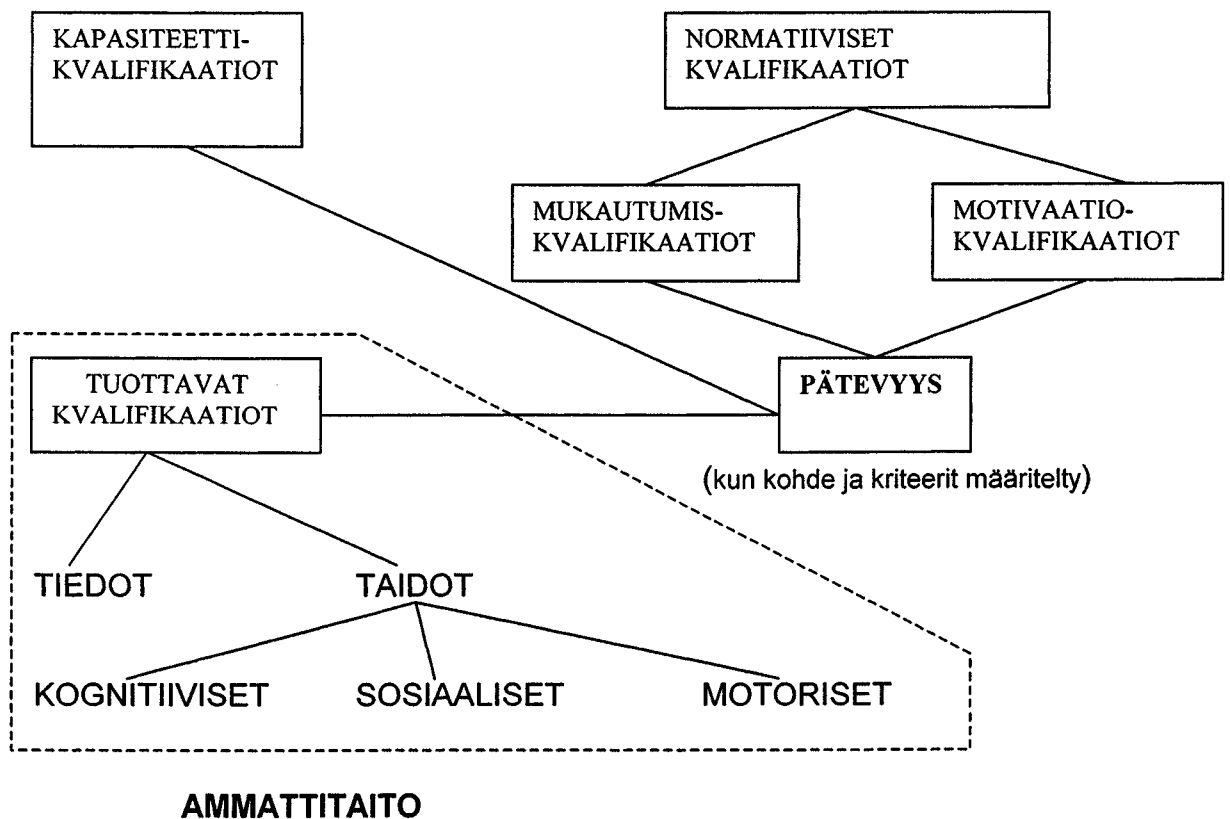 KAPASITEETTI-
KVALIFIKAATIOT
NORMATIIVISET
KVALIFIKAATIOT
MUKAUTUMIS-
KVALIFIKAATIOT
MOTIVAATIO-
KVALIFIKAATIOT
TUOTTAVAT
KVALIFIKAATIOT
PÄTEVYYS
(kun kohde ja kriteerit määritelty)
TIEDOT
TAIDOT
KOGNITIIVISET
SOSIAALISET
MOTORISET
AMMATTITAITO